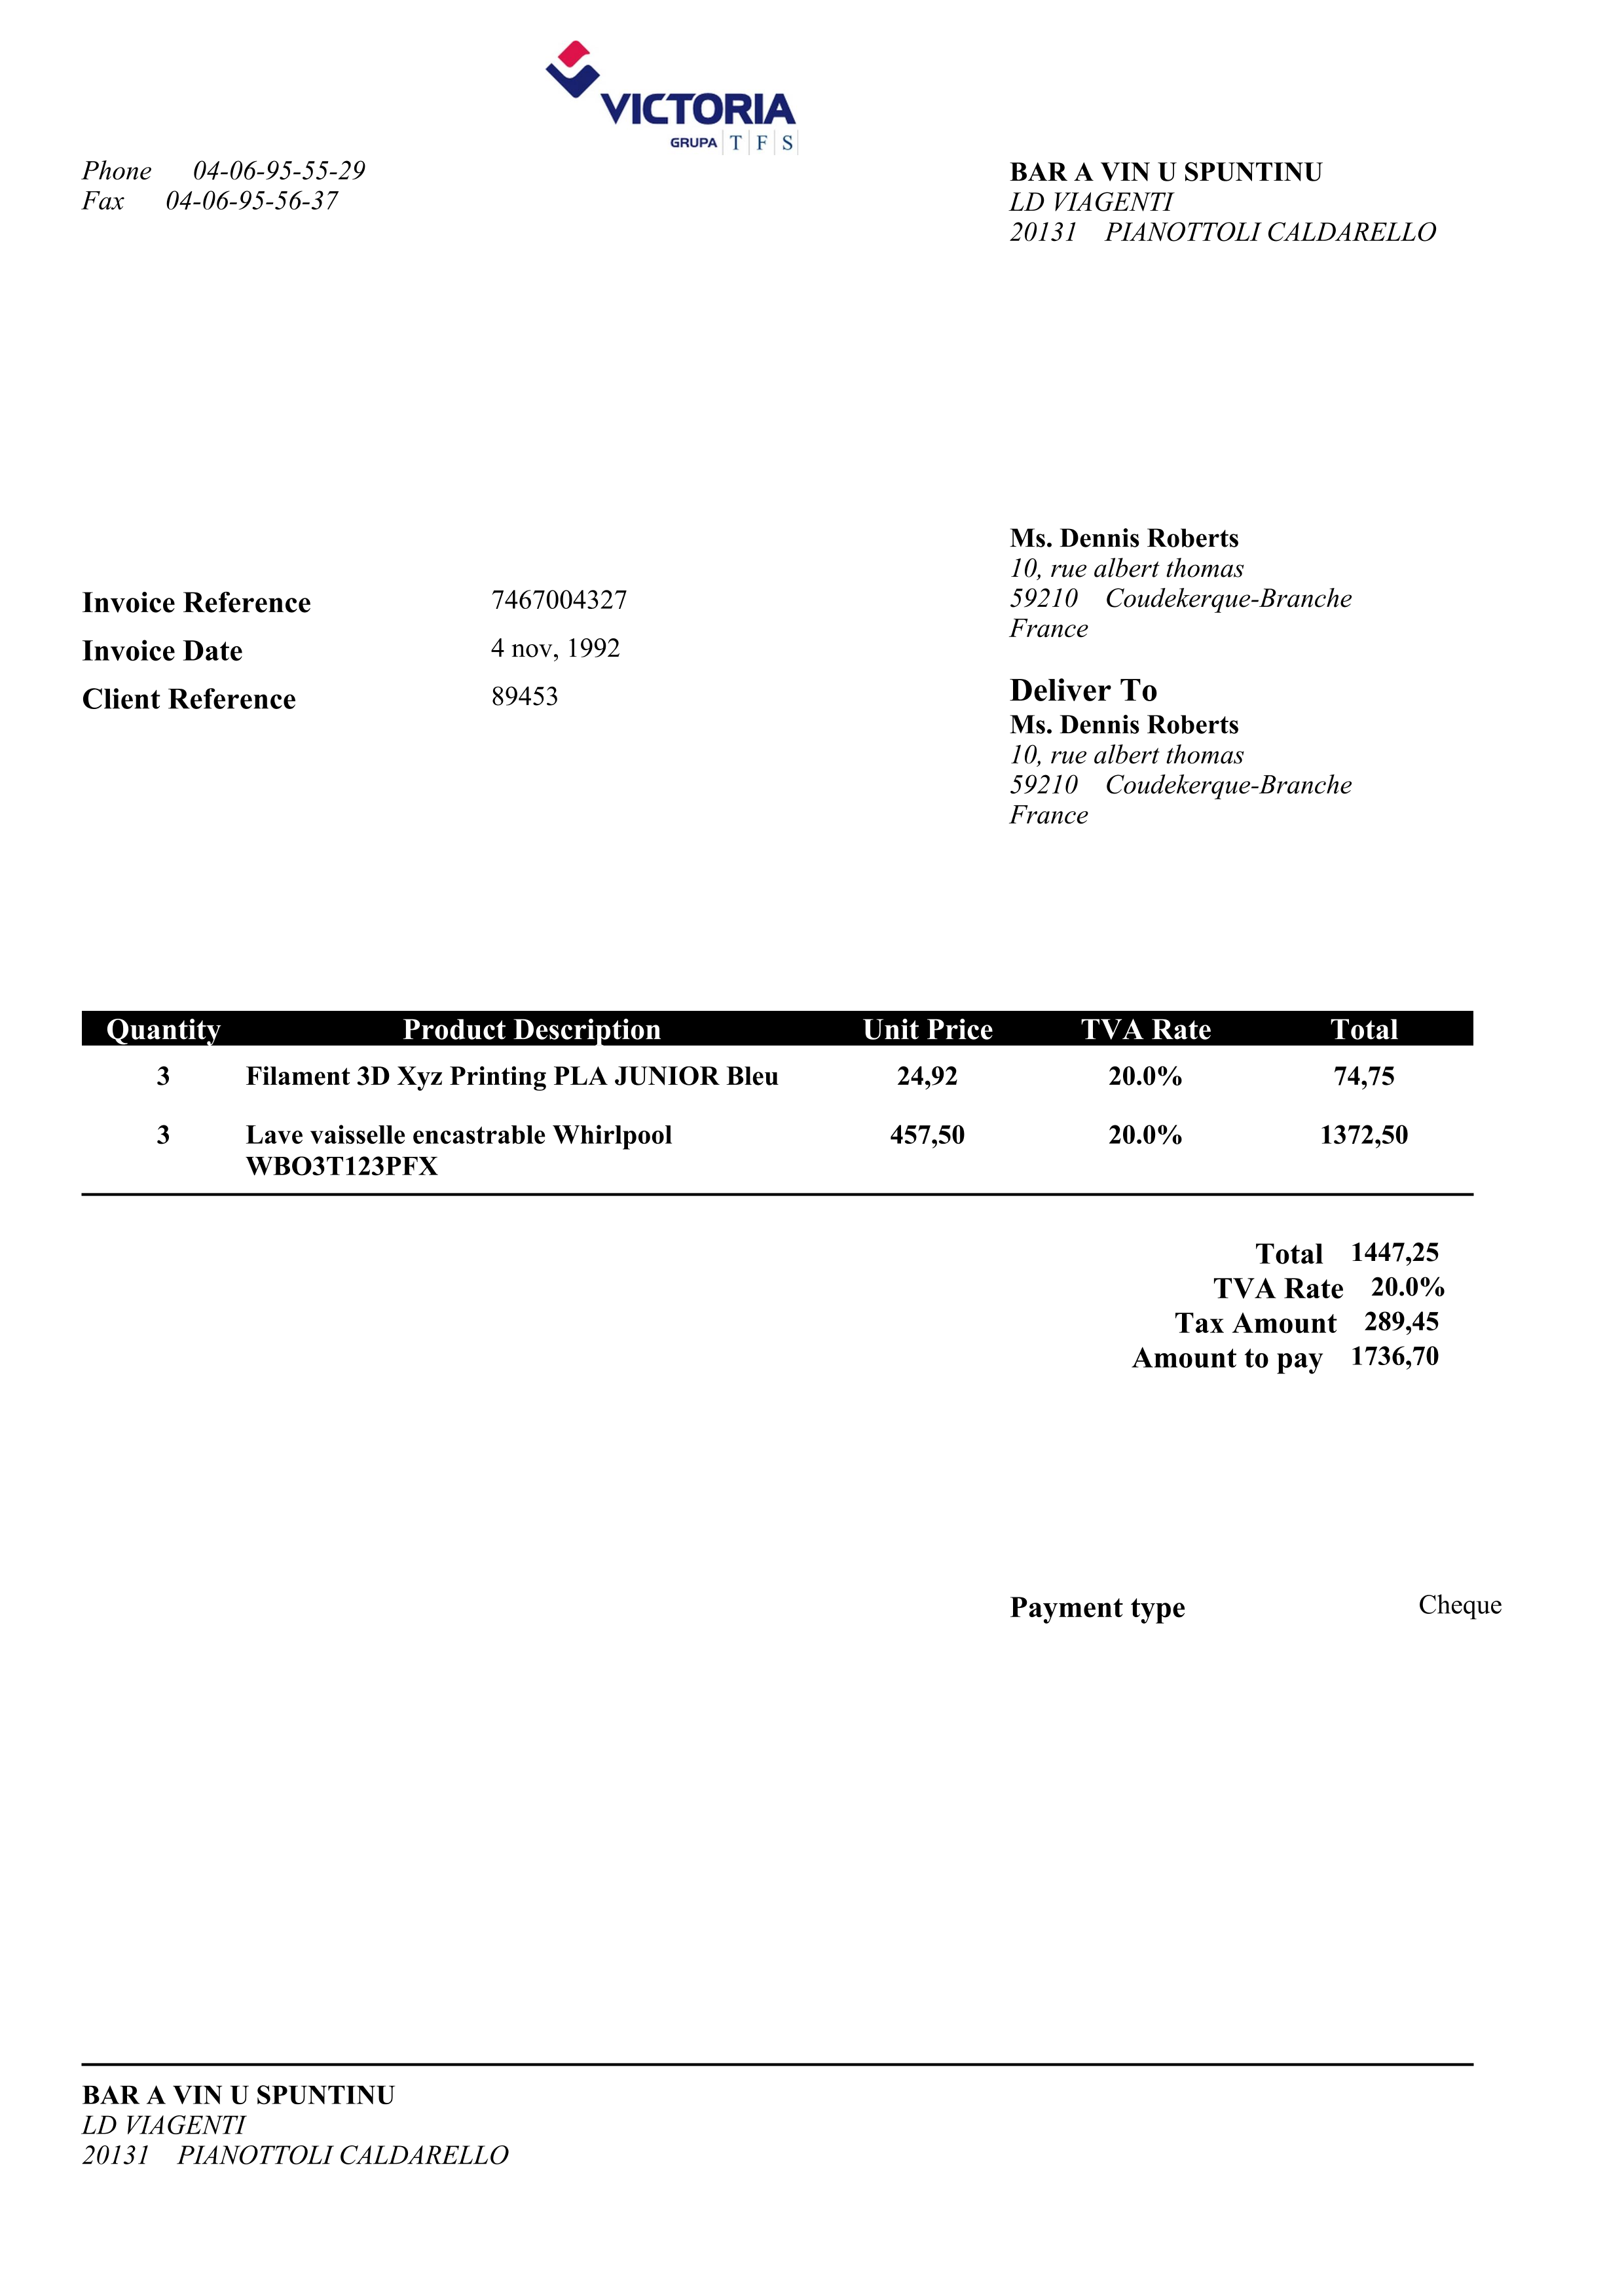 VICTORIA
GRUPA T F S
Phone 04-06-95-55-29
Fax 04-06-95-56-37
BAR A VIN U SPUNTINU
LD VIAGENTI
20131 PIANOTTOLI CALDARELLO
Ms. Dennis Roberts
10, rue albert thomas
59210 Coudekerque-Branche
France
Invoice Reference 7467004327
Invoice Date 4 nov, 1992
Client Reference 89453
Deliver To
Ms. Dennis Roberts
10, rue albert thomas
59210 Coudekerque-Branche
France
Quantity Product Description Unit Price TVA Rate Total
3 Filament 3D Xyz Printing PLA JUNIOR Bleu 24,92 20.0% 74,75
3 Lave vaisselle encastrable Whirlpool 457,50 20.0% 1372,50
WBO3T123PFX
Total 1447,25
TVA Rate 20.0%
Tax Amount 289,45
Amount to pay 1736,70
Payment type Cheque
BAR A VIN U SPUNTINU
LD VIAGENTI
20131 PIANOTTOLI CALDARELLO